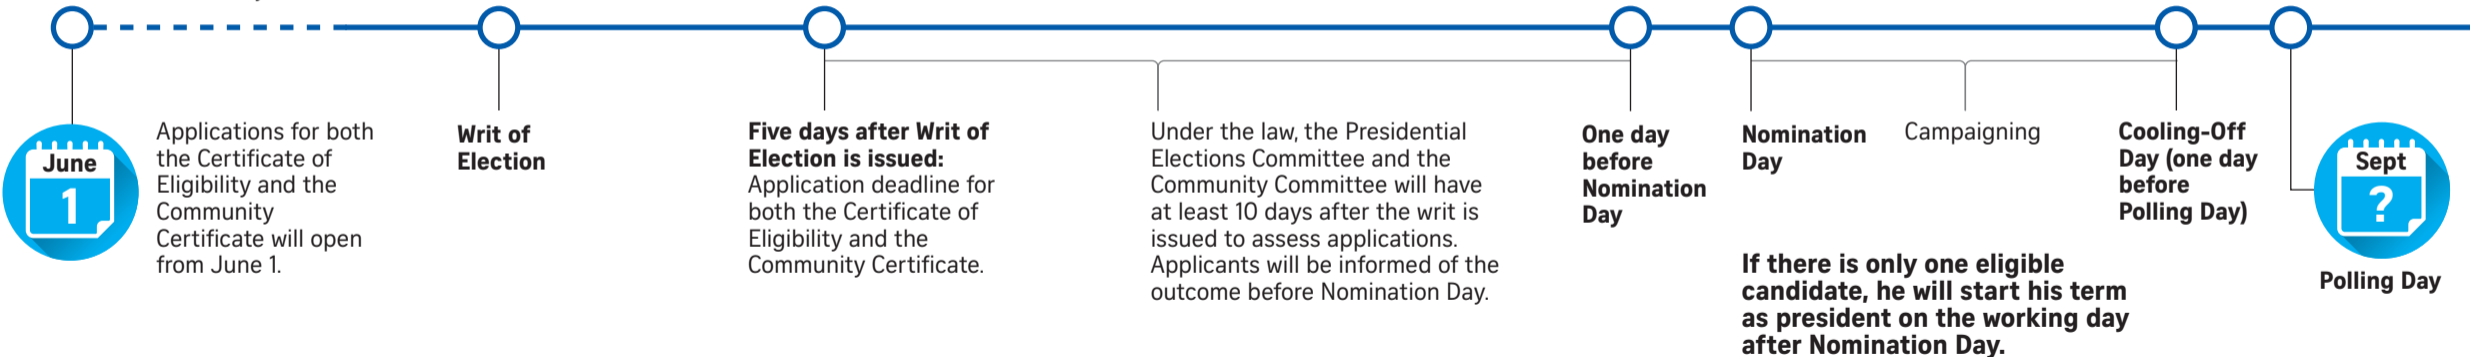 June
1
Applications for both
the Certificate of
Eligibility and the
Community
Certificate will open
from June 1.
Writ of
Election
Five days after Writ of
Election is issued:
Application deadline for
both the Certificate of
Eligibility and the
Community Certificate.
Under the law, the Presidential
Elections Committee and the
Community Committee will have
at least 10 days after the writ is
issued to assess applications.
Applicants will be informed of the
outcome before Nomination Day.
One day
before
Nomination
Day
Nomination
Day
Campaigning
Cooling-Off
Day (one day
before
Polling Day)
If there is only one eligible
candidate, he will start his term
as president on the working day
after Nomination Day.
Sept
?
Polling Day